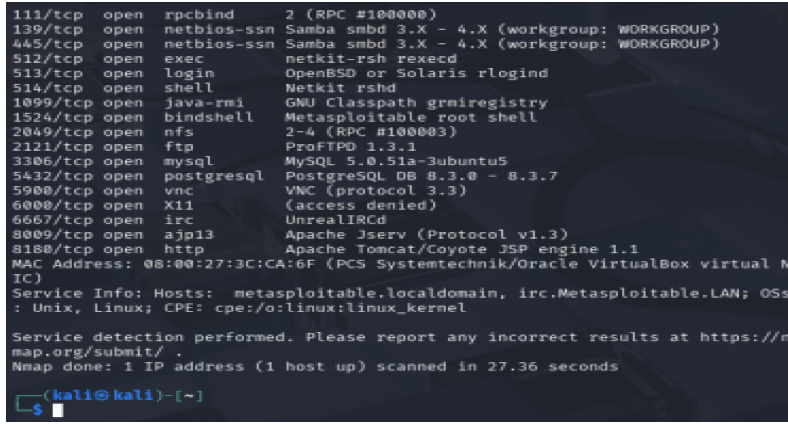 111/tcp  open  rpcbind     2 (RPC #100000)
139/tcp  open  netbios-ssn Samba smbd 3.X - 4.X (workgroup: WORKGROUP)
445/tcp  open  netbios-ssn Samba smbd 3.X - 4.X (workgroup: WORKGROUP)
512/tcp  open  exec        netkit-rsh rexecd
513/tcp  open  login       OpenBSD or Solaris rlogind
514/tcp  open  shell       Netkit rshd
1099/tcp open  java-rmi    GNU Classpath grmiregistry
1524/tcp open  bindshell   Metasploitable root shell
2049/tcp open  nfs         2-4 (RPC #100003)
2121/tcp open  ftp         ProFTPD 1.3.1
3306/tcp open  mysql       MySQL 5.0.51a-3ubuntu5
5432/tcp open  postgresql  PostgreSQL DB 8.3.0 - 8.3.7
5900/tcp open  vnc         VNC (protocol 3.3)
6000/tcp open  X11         (access denied)
6667/tcp open  irc         UnrealIRCd
8009/tcp open  ajp13       Apache Jserv (Protocol v1.3)
8180/tcp open  http        Apache Tomcat/Coyote JSP engine 1.1
MAC Address: 08:00:27:3C:CA:6F (PCS Systemtechnik/Oracle VirtualBox virtual N
IC)
Service Info: Hosts:  metasploitable.localdomain, irc.Metasploitable.LAN; OSs
: Unix, Linux; CPE: cpe:/o:linux:linux_kernel
Service detection performed. Please report any incorrect results at https://n
map.org/submit/ .
Nmap done: 1 IP address (1 host up) scanned in 27.36 seconds
┌──(kali㉿kali)-[~]
└─$